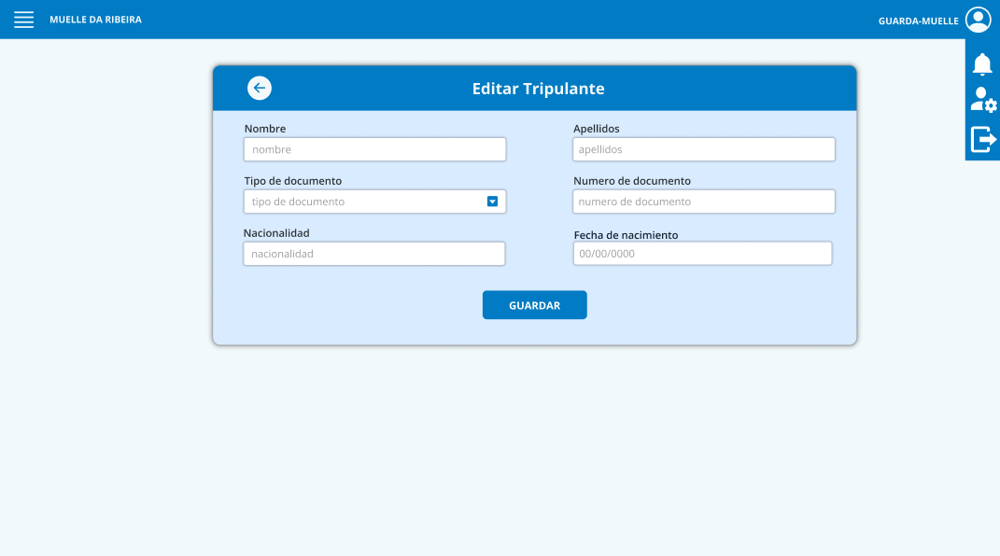 MUELLE DA RIBEIRA
GUARDA-MUELLE
Editar Tripulante
Nombre
nombre
Apellidos
apellidos
Tipo de documento
tipo de documento
Numero de documento
numero de documento
Nacionalidad
nacionalidad
Fecha de nacimiento
00/00/0000
GUARDAR